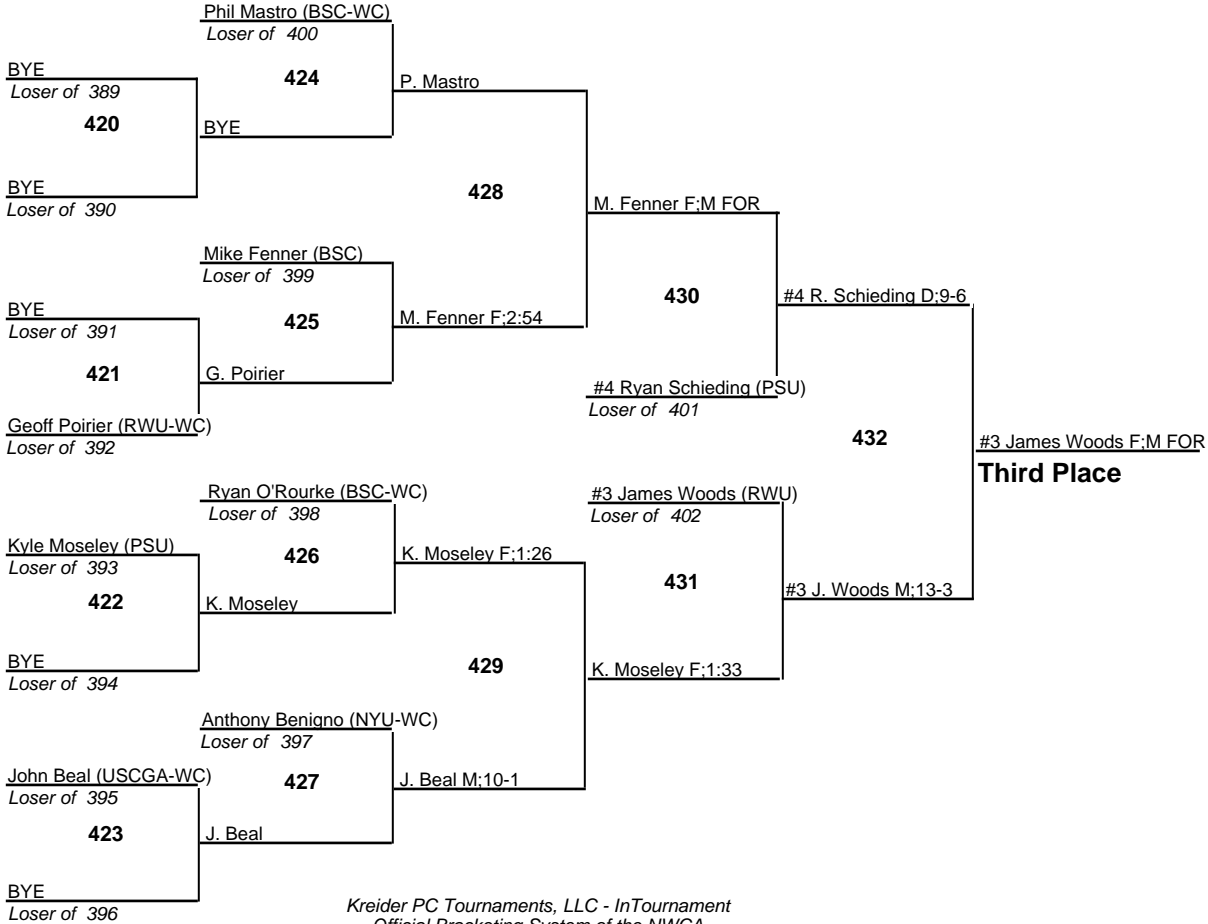 Phil Mastro (BSC-WC)
Loser of 400
BYE
Loser of 389
424
P. Mastro
420
BYE
BYE
Loser of 390
428
M. Fenner F;M FOR
Mike Fenner (BSC)
Loser of 399
BYE
Loser of 391
425
M. Fenner F;2:54
430
#4 R. Schieding D;9-6
421
G. Poirier
#4 Ryan Schieding (PSU)
Loser of 401
Geoff Poirier (RWU-WC)
Loser of 392
432
#3 James Woods F;M FOR
Third Place
Ryan O'Rourke (BSC-WC)
Loser of 398
#3 James Woods (RWU)
Loser of 402
Kyle Moseley (PSU)
Loser of 393
426
K. Moseley F;1:26
431
#3 J. Woods M;13-3
422
K. Moseley
BYE
Loser of 394
429
K. Moseley F;1:33
Anthony Benigno (NYU-WC)
Loser of 397
John Beal (USCGA-WC)
Loser of 395
427
J. Beal M;10-1
423
J. Beal
BYE
Loser of 396
Kreider PC Tournaments, LLC - InTournament
Official Bracketing System of the NWCA